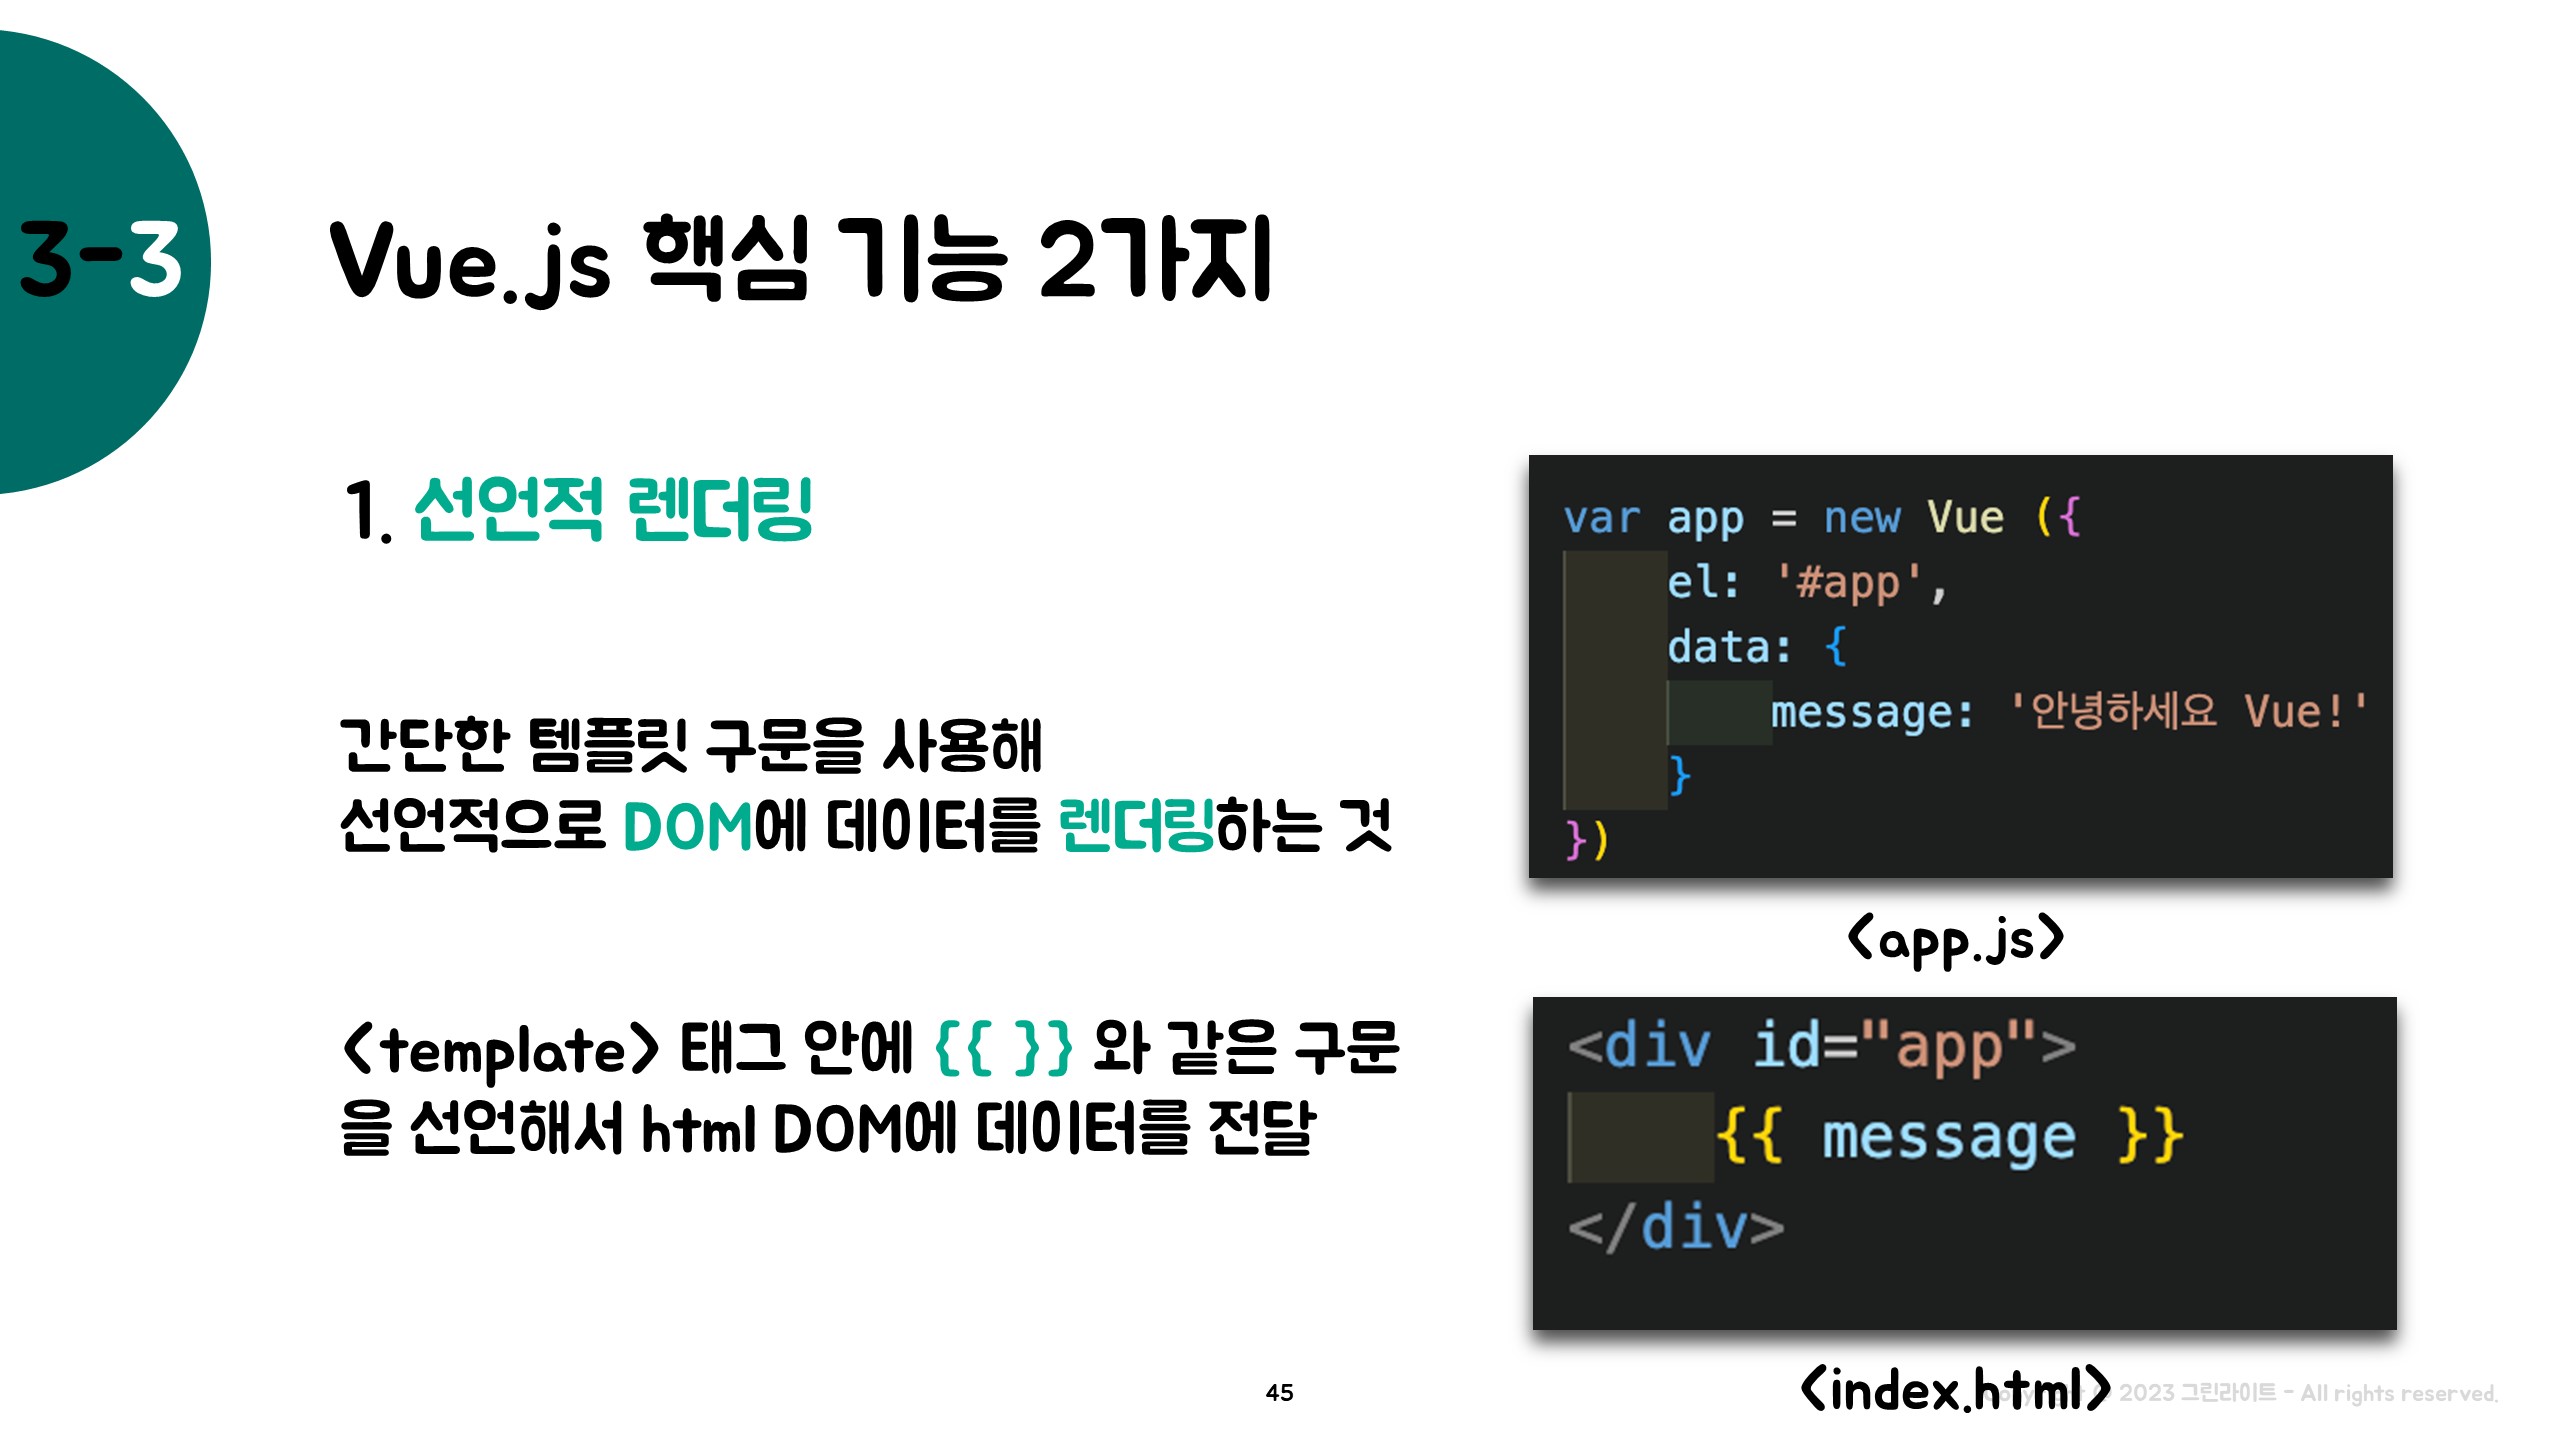 3-3
Vue.js 핵심 기능 2가지
1. 선언적 렌더링
간단한 템플릿 구문을 사용해
선언적으로 DOM에 데이터를 렌더링하는 것
<template> 태그 안에 {{ }} 와 같은 구문
을 선언해서 html DOM에 데이터를 전달
var app = new Vue ({
el: '#app',
data: {
message: '안녕하세요 Vue!'
}
})
<app.js>
<div id="app">
{{ message }}
</div>
<index.html>
45
Copyright © 2023 그린라이트 - All rights reserved.